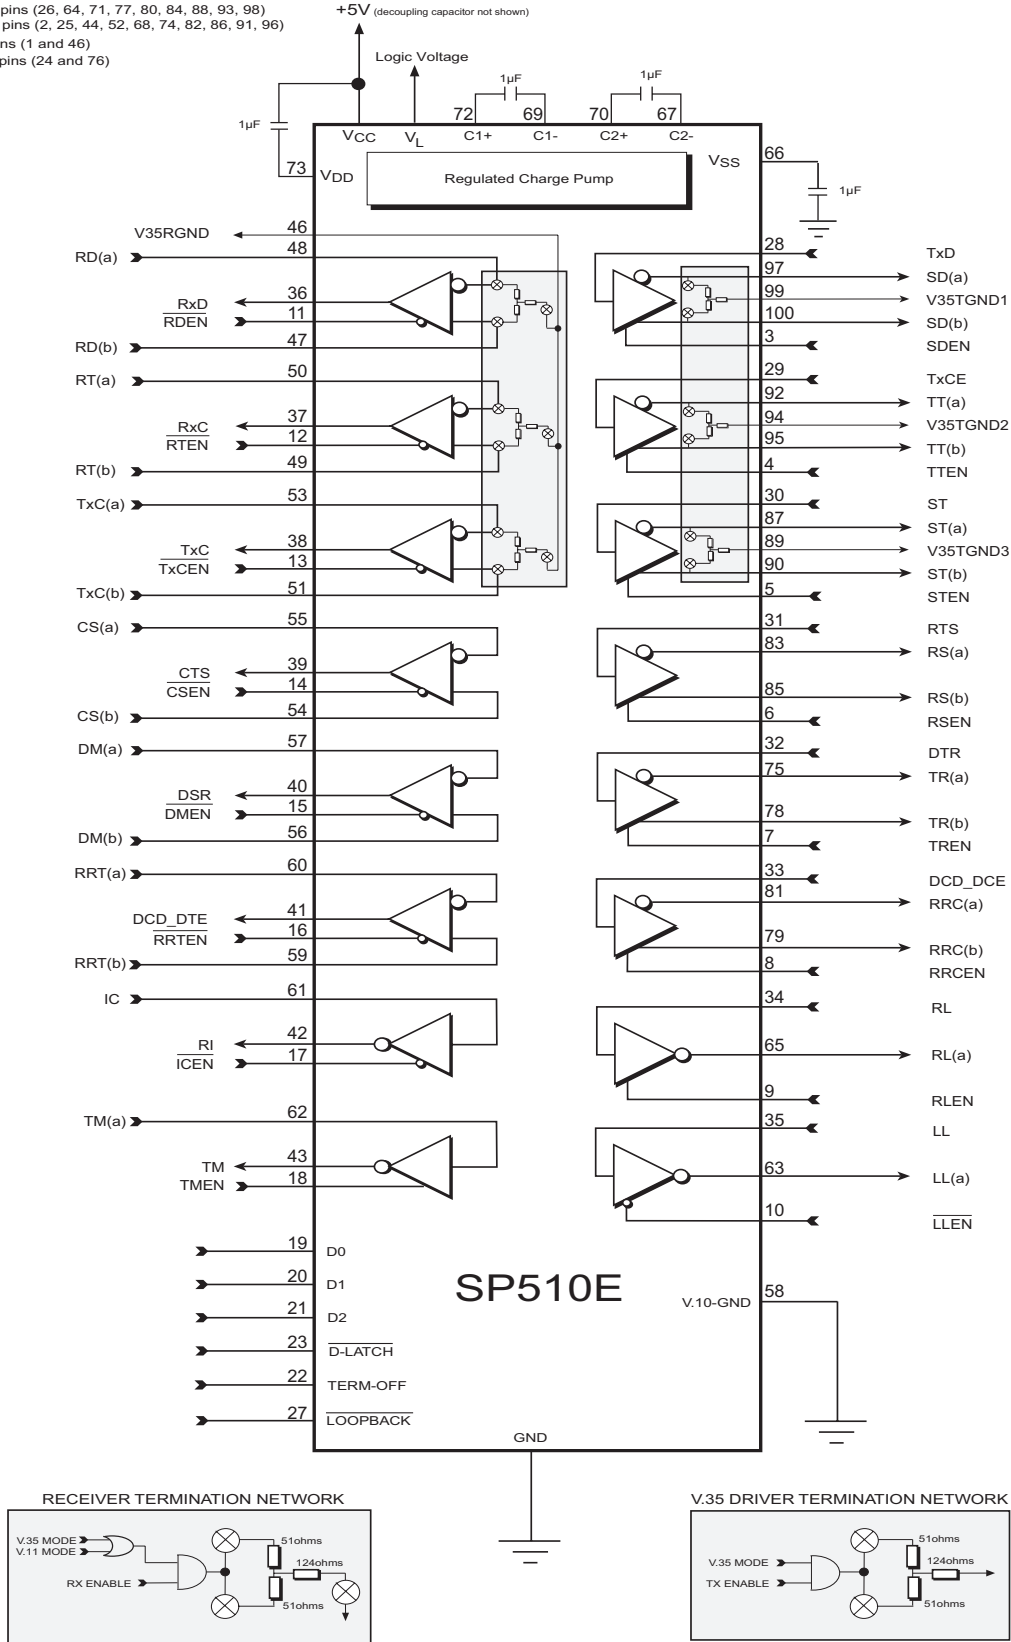 pins (26, 64, 71, 77, 80, 84, 88, 93, 98)
pins (2, 25, 44, 52, 68, 74, 82, 86, 91, 96)
ns (1 and 46)
pins (24 and 76)
+5V (decoupling capacitor not shown)
Logic Voltage
1µF
1µF
1µF
72
69
70
67
VCC
VL
C1+
C1-
C2+
C2-
73
VDD
Regulated Charge Pump
VSS
66
1µF
V35RGND
46
RD(a)
48
RxD
36
RDEN
11
RD(b)
47
RT(a)
50
RxC
37
RTEN
12
RT(b)
49
TxC(a)
53
TxC
38
TxCEN
13
TxC(b)
51
CS(a)
55
CTS
39
CSEN
14
CS(b)
54
DM(a)
57
DSR
40
DMEN
15
DM(b)
56
RRT(a)
60
DCD_DTE
41
RRTEN
16
RRT(b)
59
IC
61
RI
42
ICEN
17
TM(a)
62
TM
43
TMEN
18
19
D0
20
D1
21
D2
23
D-LATCH
22
TERM-OFF
27
LOOPBACK
28
TxD
97
SD(a)
99
V35TGND1
100
SD(b)
3
SDEN
29
TxCE
92
TT(a)
94
V35TGND2
95
TT(b)
4
TTEN
30
ST
87
ST(a)
89
V35TGND3
90
ST(b)
5
STEN
31
RTS
83
RS(a)
85
RS(b)
6
RSEN
32
DTR
75
TR(a)
78
TR(b)
7
TREN
33
DCD_DCE
81
RRC(a)
79
RRC(b)
8
RRCEN
34
RL
65
RL(a)
9
RLEN
35
LL
63
LL(a)
10
LLEN
SP510E
V.10-GND
58
GND
RECEIVER TERMINATION NETWORK
V.35 MODE
V.11 MODE
RX ENABLE
51ohms
124ohms
51ohms
V.35 DRIVER TERMINATION NETWORK
V.35 MODE
TX ENABLE
51ohms
124ohms
51ohms